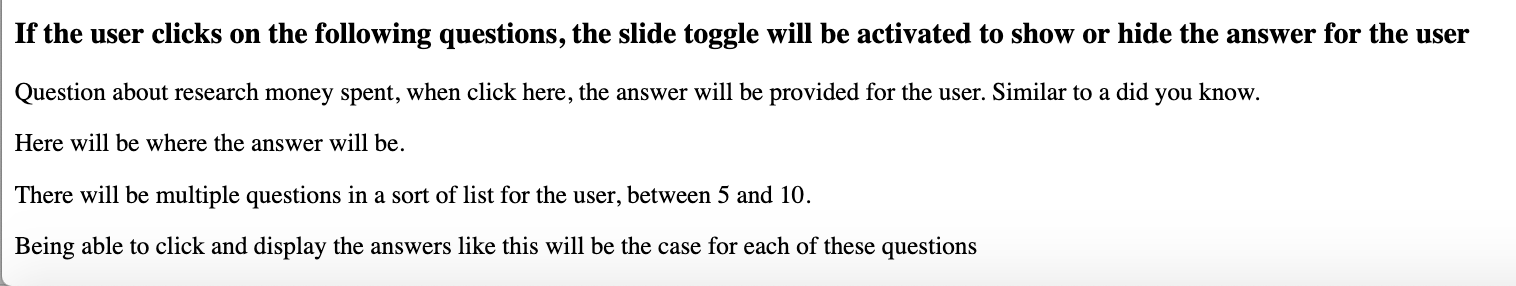 If the user clicks on the following questions, the slide toggle will be activated to show or hide the answer for the user
Question about research money spent, when click here, the answer will be provided for the user. Similar to a did you know.
Here will be where the answer will be.
There will be multiple questions in a sort of list for the user, between 5 and 10.
Being able to click and display the answers like this will be the case for each of these questions